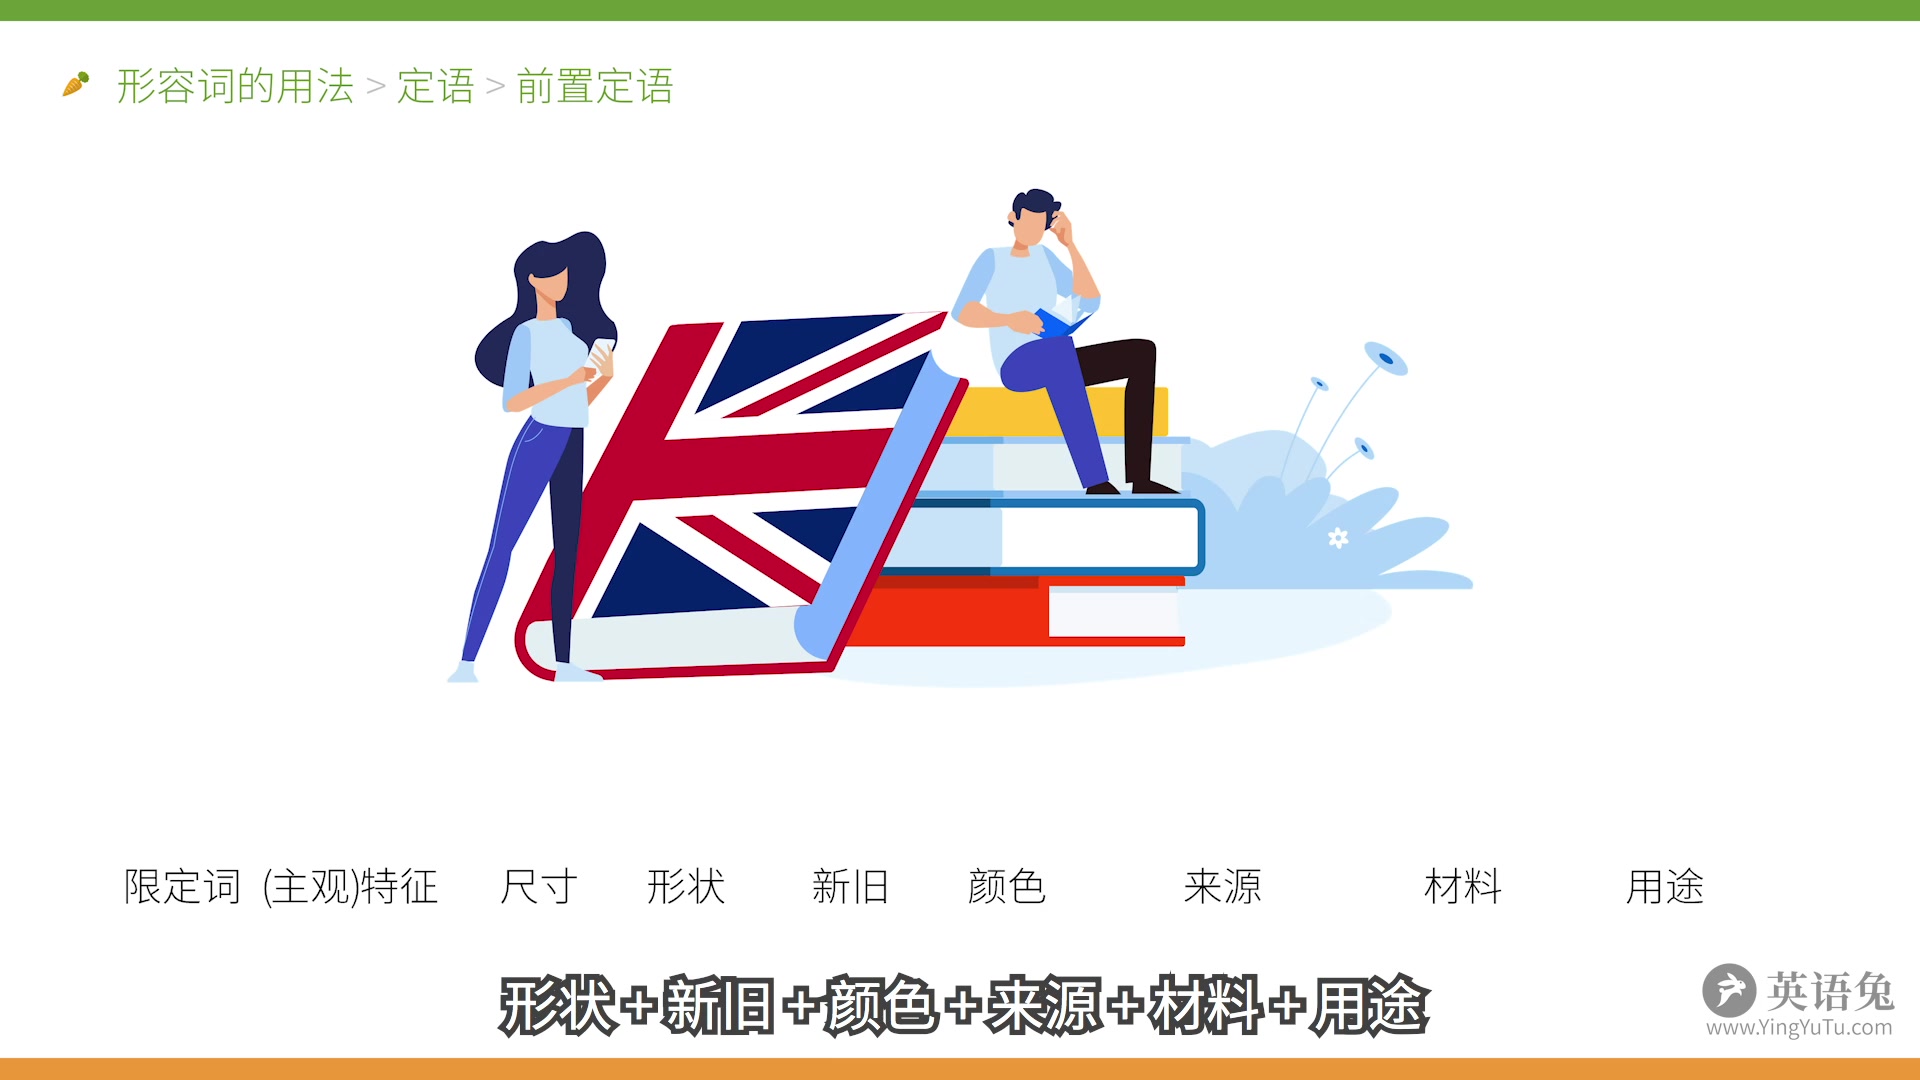 形容词的用法 > 定语 > 前置定语
限定词 (主观)特征 尺寸 形状 新旧 颜色 来源 材料 用途
形状+新旧+颜色+来源+材料+用途
英语兔
www.YingYuTu.com